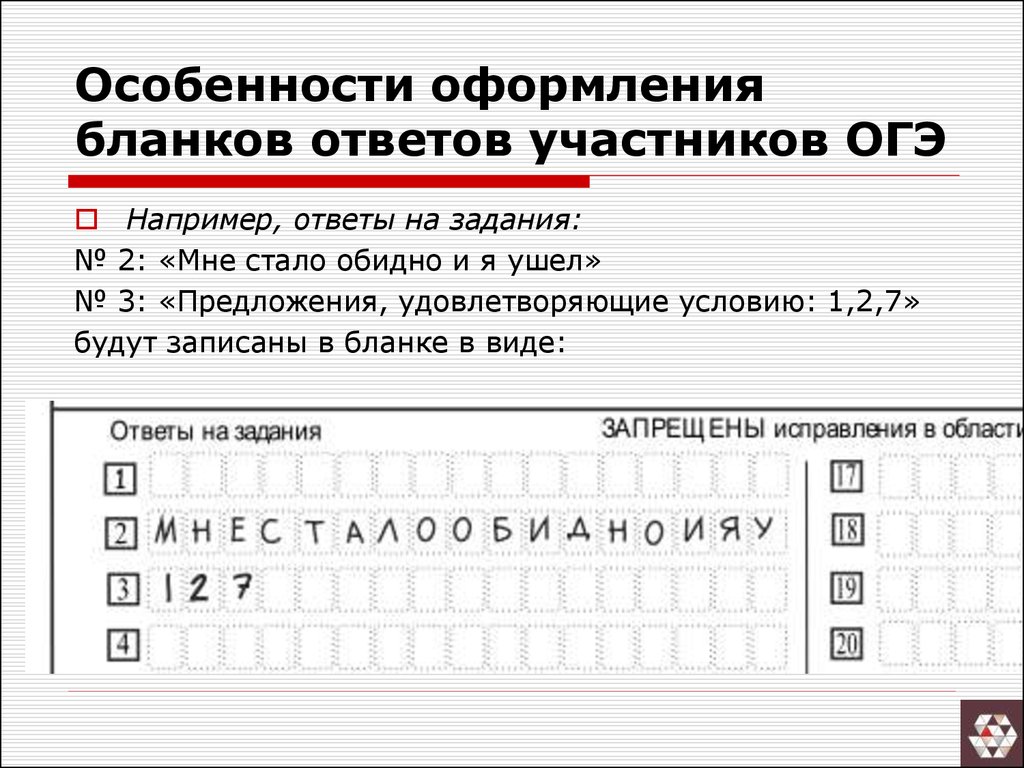 Особенности оформления
бланков ответов участников ОГЭ
Например, ответы на задания:
№ 2: «Мне стало обидно и я ушел»
№ 3: «Предложения, удовлетворяющие условию: 1,2,7»
будут записаны в бланке в виде:
Ответы на задания ЗАПРЕЩЕНЫ исправления в области
1 17
2 МНЕСТАЛООБИДНОИЯУ 18
3 127 19
4 20